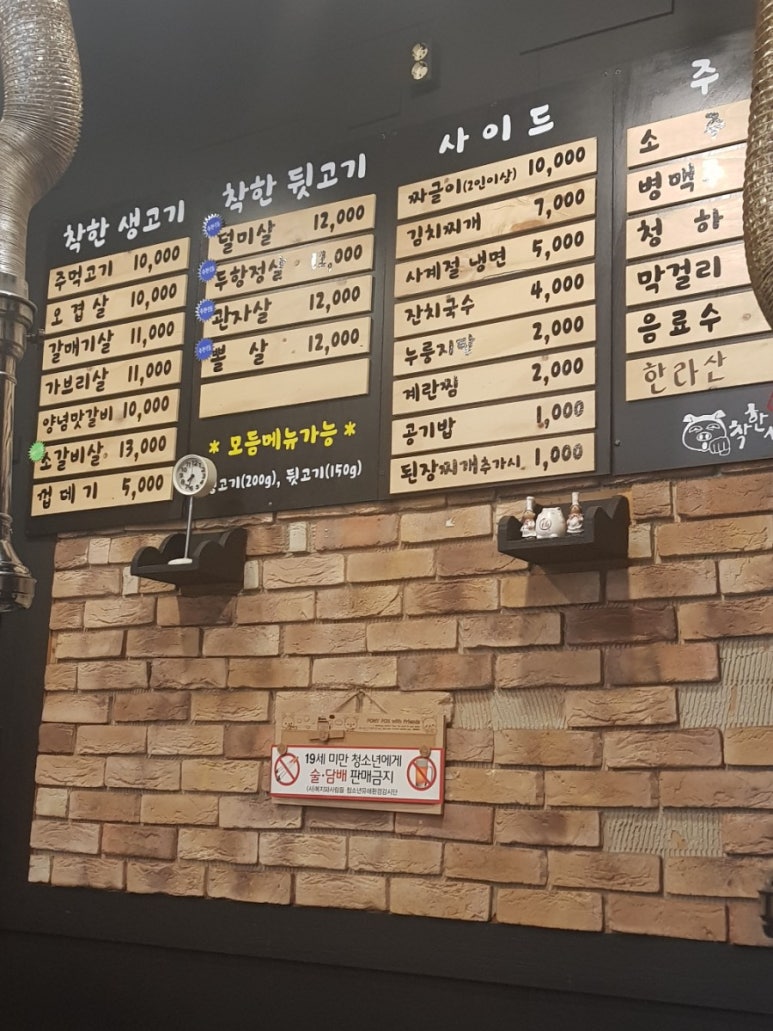 착한 생고기
주먹고기 10,000
오겹살 10,000
갈매기살 11,000
가브리살 11,000
양념맛갈비 10,000
소갈비살 13,000
껍데기 5,000
착한 뒷고기
덜미살 12,000
두항정살
관자살 12,000
뽈 살 12,000
* 모듬메뉴가능 *
뒷고기(150g)
사이드
짜글이(2인이상) 10,000
김치찌개 7,000
사계절 냉면 5,000
잔치국수 4,000
누룽지탕 2,000
계란찜 2,000
공기밥 1,000
된장찌개추가시 1,000
주
소
병맥
청 하
막걸리
음료수
한라산
착한
19세 미만 청소년에게
술·담배 판매금지